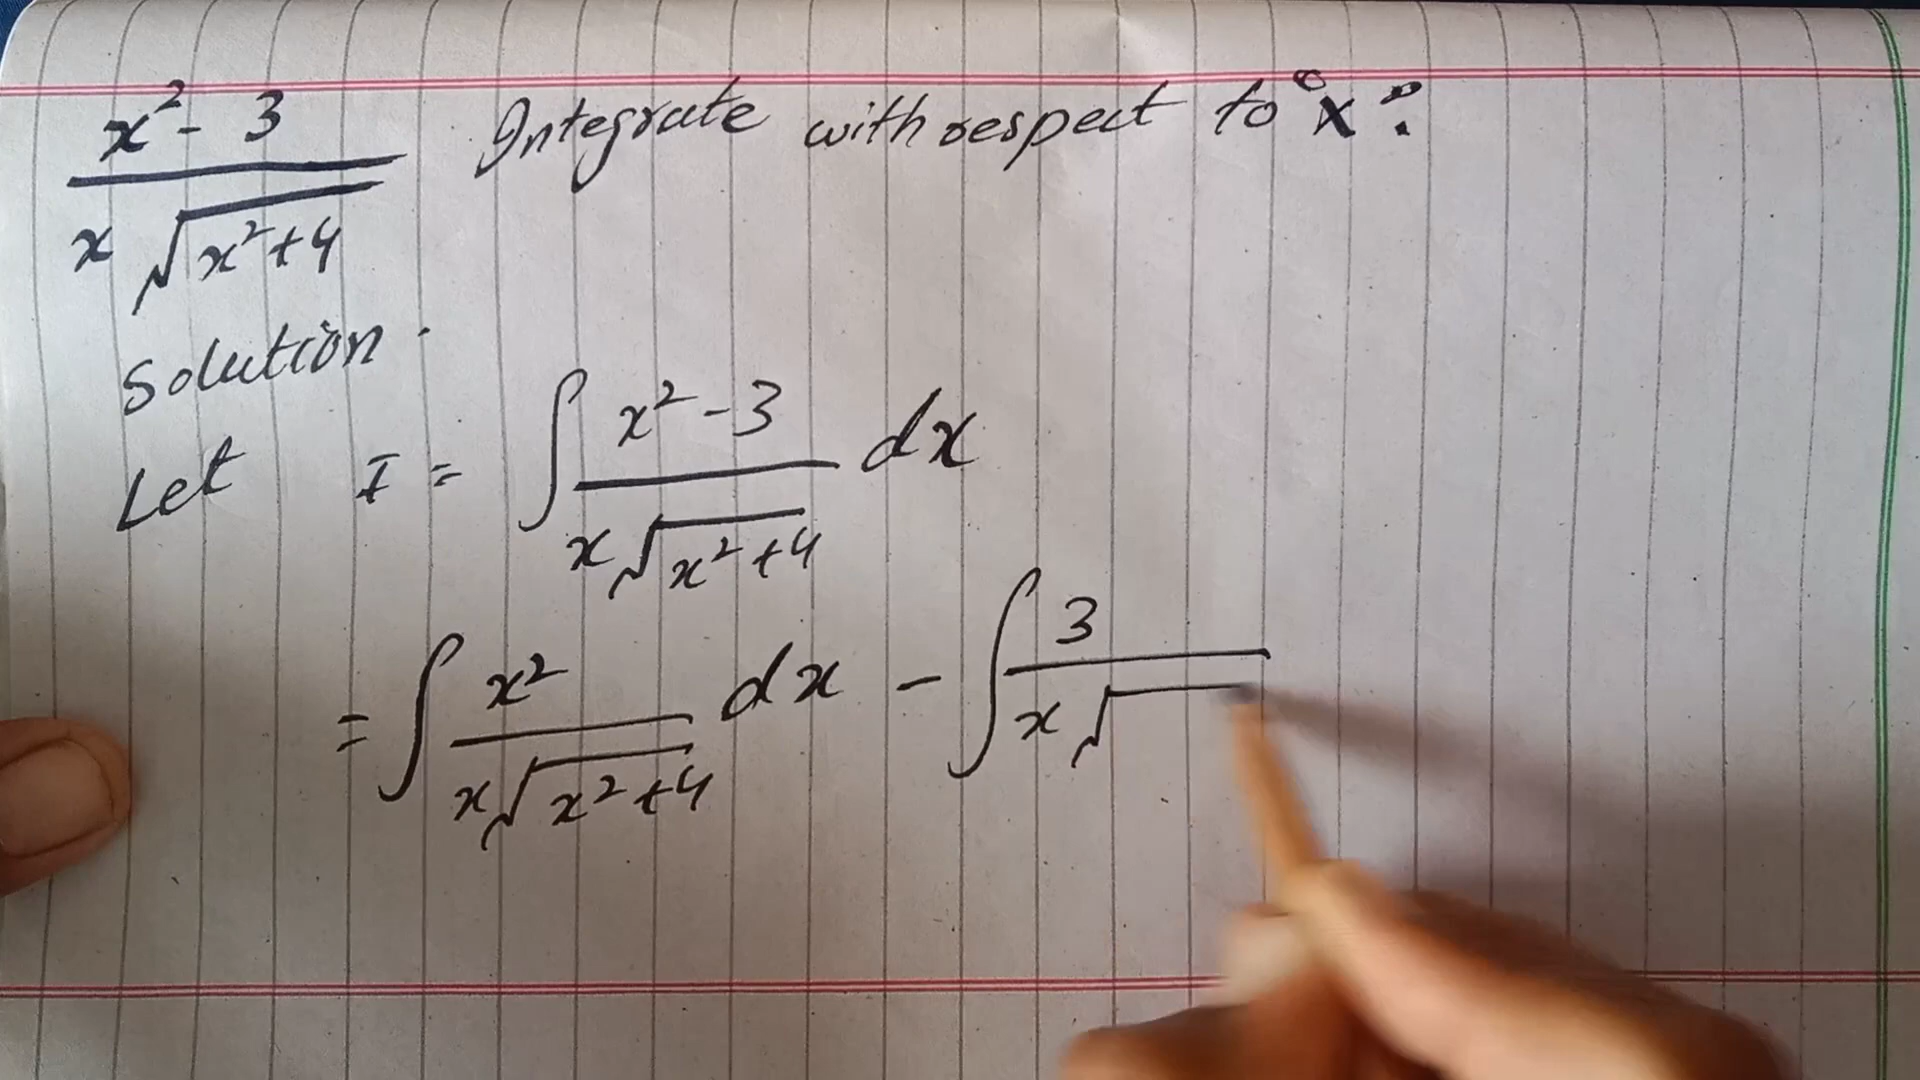 x² - 3 / x √x²+4 Integrate with respect to "x".
Solution.
Let I = ∫ x² - 3 / x√x²+4 dx
= ∫ x² / x√x²+4 dx - ∫ 3 / x√